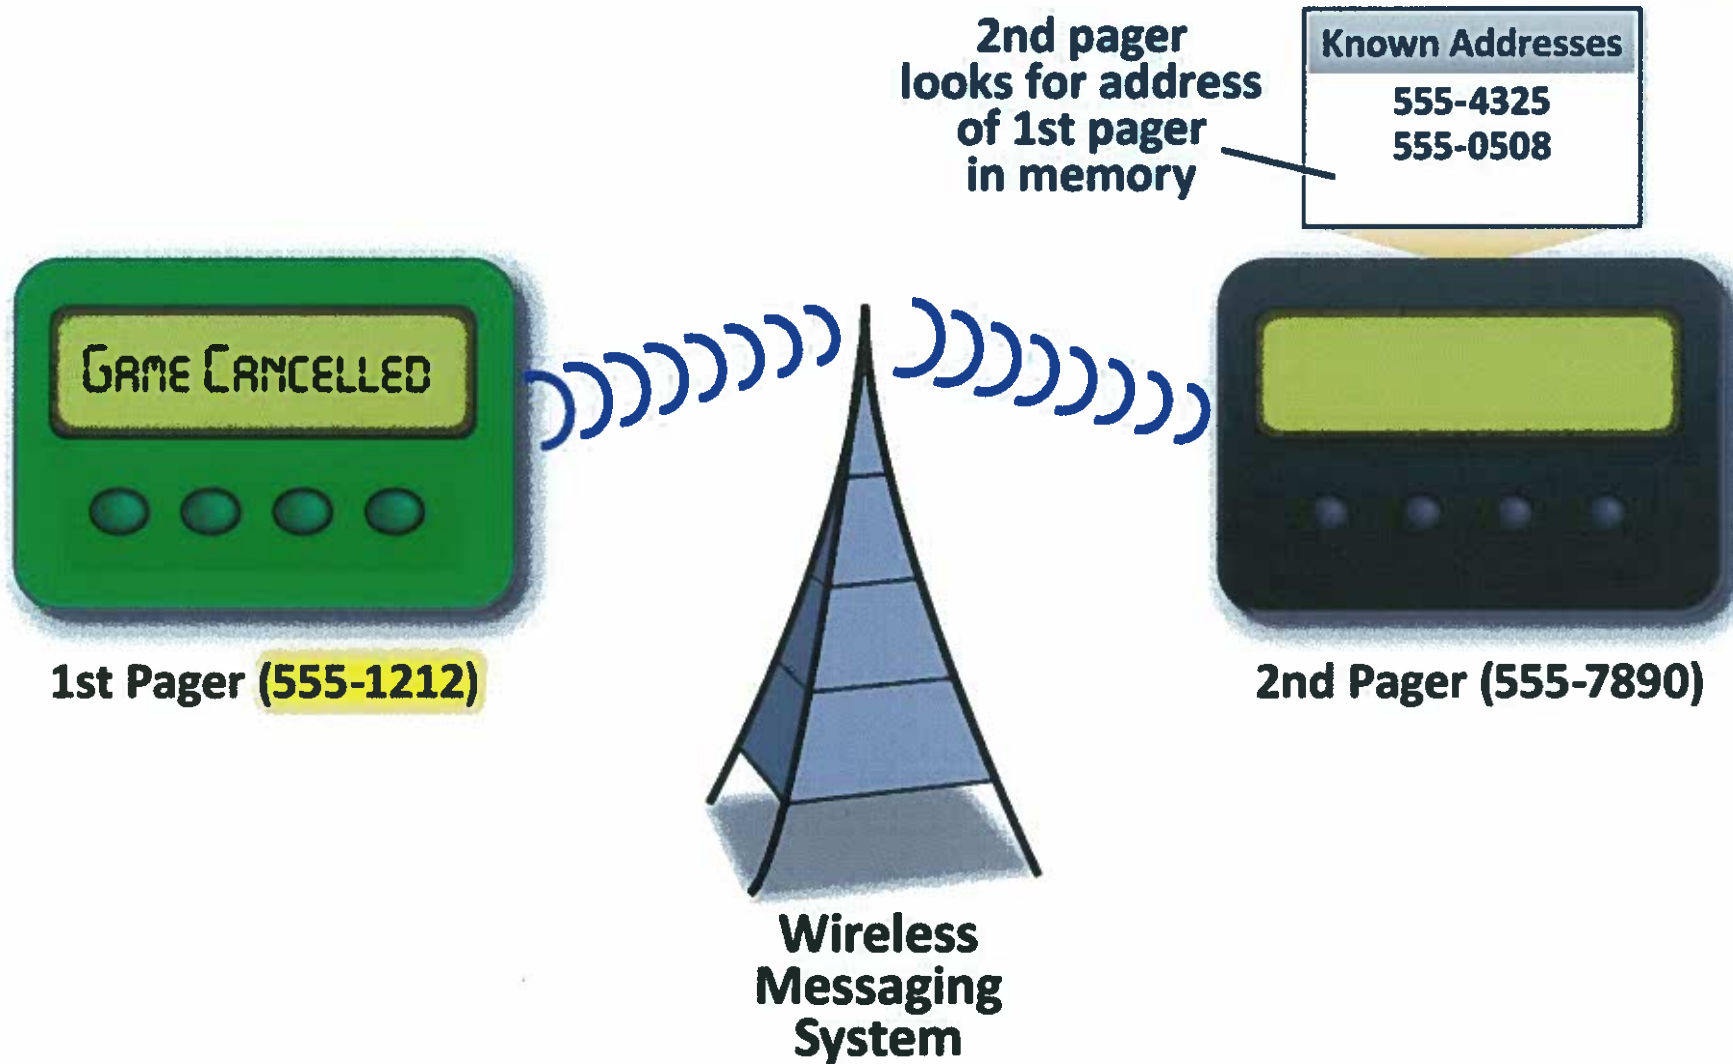 2nd pager
looks for address
of 1st pager
in memory
Known Addresses
555-4325
555-0508
GAME CANCELLED
1st Pager (555-1212)
2nd Pager (555-7890)
Wireless
Messaging
System